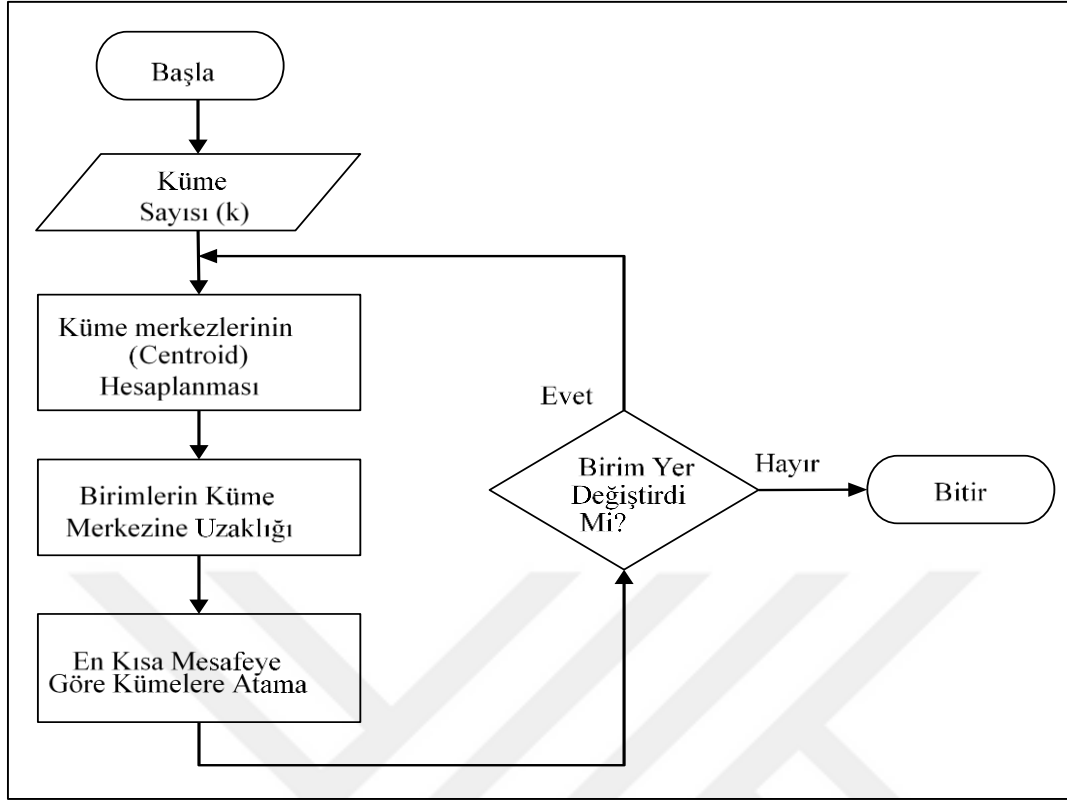 Başla
Küme
Sayısı (k)
Küme merkezlerinin
(Centroid)
Hesaplanması
Birimlerin Küme
Merkezine Uzaklığı
En Kısa Mesafeye
Göre Kümelere Atama
Evet
Birim Yer
Değiştirdi
Mi?
Hayır
Bitir